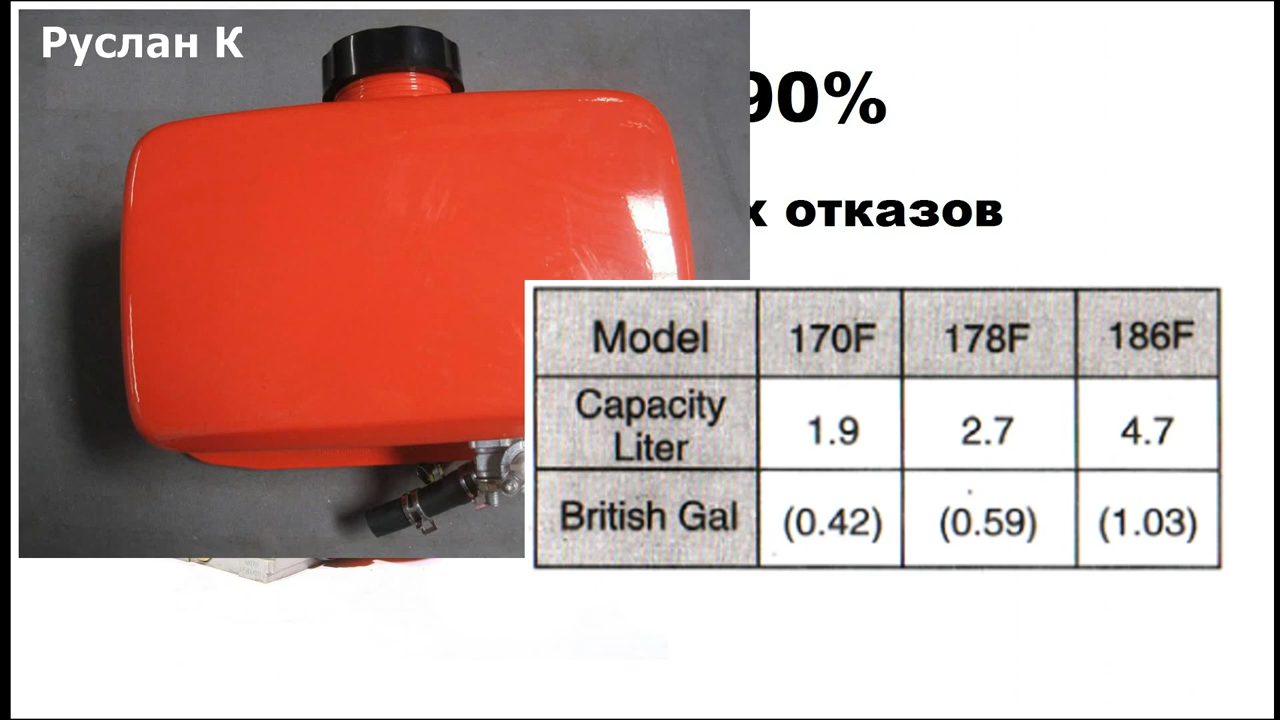 Руслан К
90%
х отказов
Model 170F 178F 186F
Capacity Liter 1.9 2.7 4.7
British Gal (0.42) (0.59) (1.03)